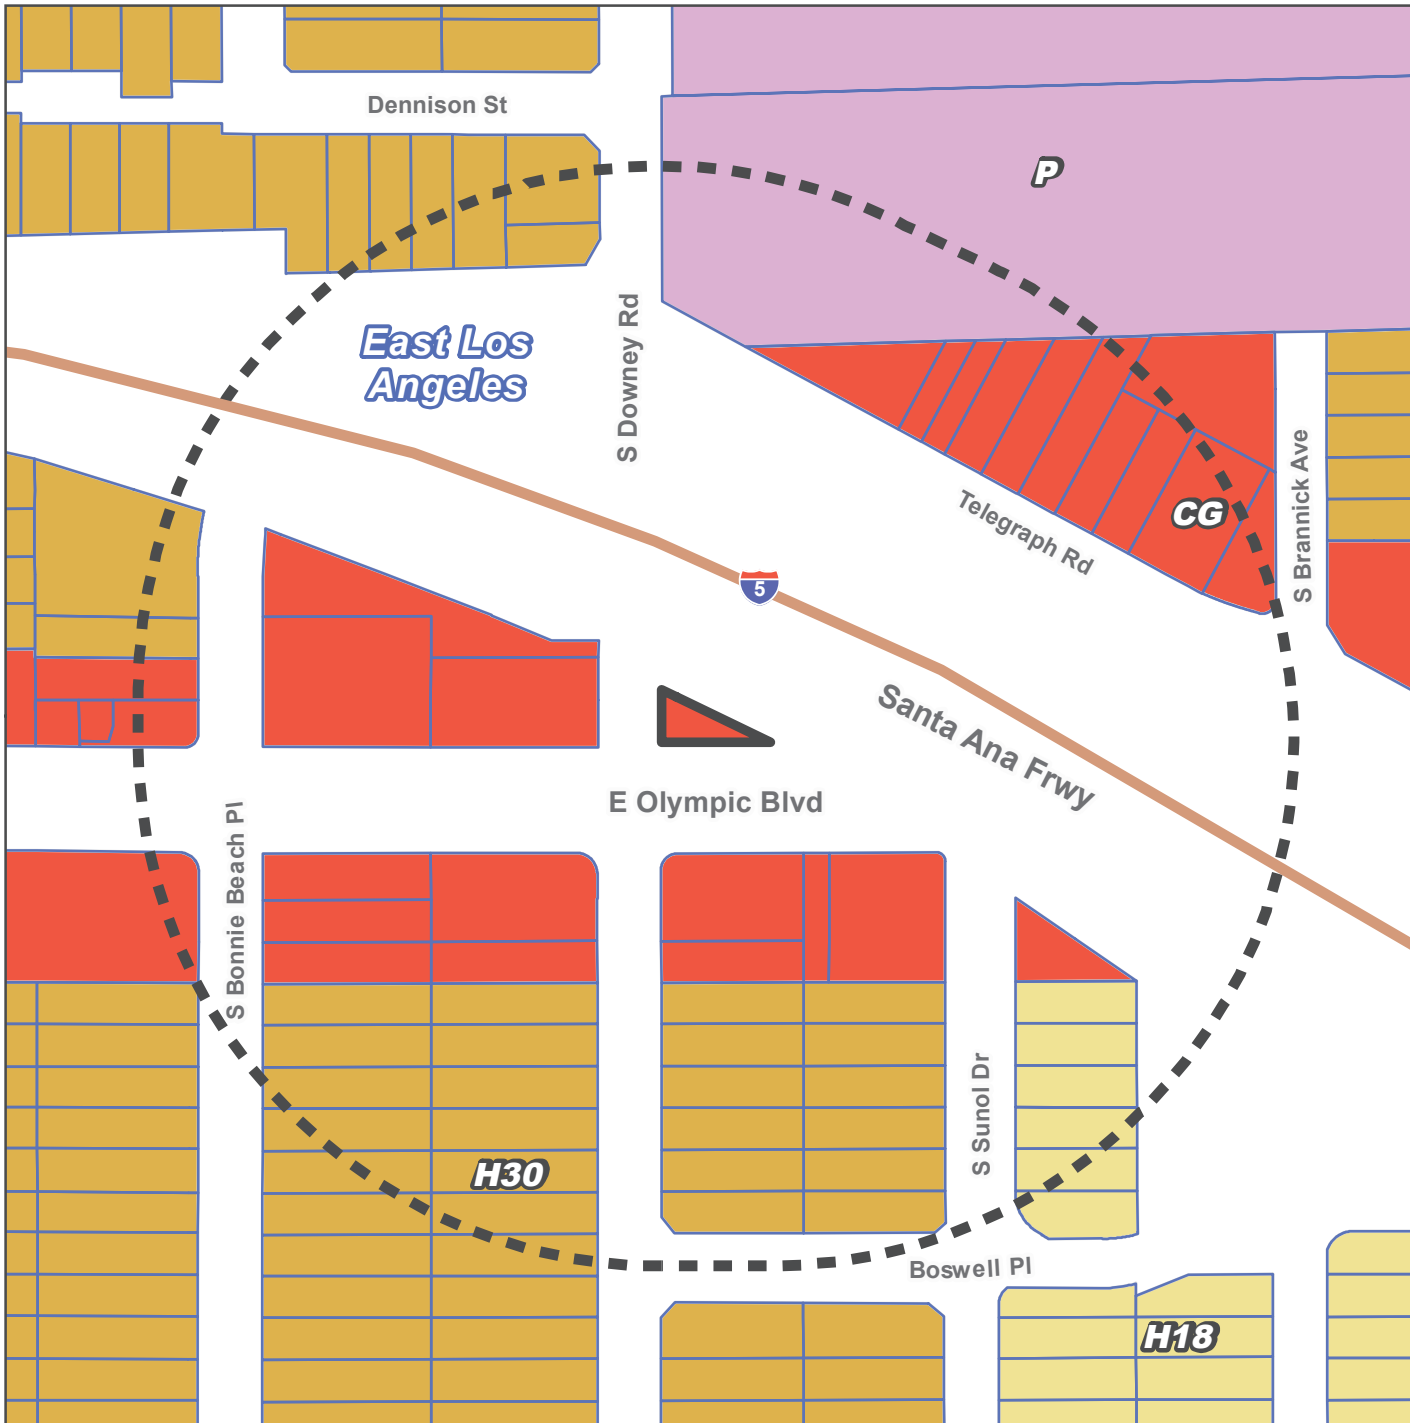 Dennison St
P
East Los
Angeles
S Downey Rd
S Brannick Ave
Telegraph Rd
CG
5
Santa Ana Frwy
E Olympic Blvd
S Bonnie Beach Pl
S Sunol Dr
H30
Boswell Pl
H18